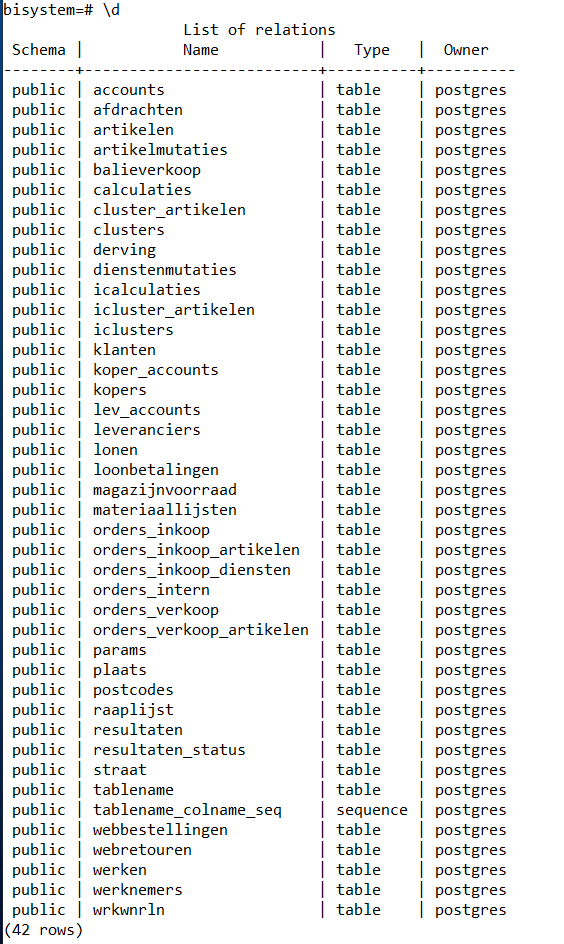 bisystem=# \d
                    List of relations
 Schema |           Name           |   Type   |  Owner
--------+--------------------------+----------+----------
 public | accounts                 | table    | postgres
 public | afdrachten               | table    | postgres
 public | artikelen                | table    | postgres
 public | artikelmutaties          | table    | postgres
 public | balieverkoop             | table    | postgres
 public | calculaties              | table    | postgres
 public | cluster_artikelen        | table    | postgres
 public | clusters                 | table    | postgres
 public | derving                  | table    | postgres
 public | dienstenmutaties         | table    | postgres
 public | icalculaties             | table    | postgres
 public | icluster_artikelen       | table    | postgres
 public | iclusters                | table    | postgres
 public | klanten                  | table    | postgres
 public | koper_accounts           | table    | postgres
 public | kopers                   | table    | postgres
 public | lev_accounts             | table    | postgres
 public | leveranciers             | table    | postgres
 public | lonen                    | table    | postgres
 public | loonbetalingen           | table    | postgres
 public | magazijnvoorraad         | table    | postgres
 public | materiaallijsten         | table    | postgres
 public | orders_inkoop            | table    | postgres
 public | orders_inkoop_artikelen  | table    | postgres
 public | orders_inkoop_diensten   | table    | postgres
 public | orders_intern            | table    | postgres
 public | orders_verkoop           | table    | postgres
 public | orders_verkoop_artikelen | table    | postgres
 public | params                   | table    | postgres
 public | plaats                   | table    | postgres
 public | postcodes                | table    | postgres
 public | raaplijst                | table    | postgres
 public | resultaten               | table    | postgres
 public | resultaten_status        | table    | postgres
 public | straat                   | table    | postgres
 public | tablename                | table    | postgres
 public | tablename_colname_seq    | sequence | postgres
 public | webbestellingen          | table    | postgres
 public | webretouren              | table    | postgres
 public | werken                   | table    | postgres
 public | werknemers               | table    | postgres
 public | wrkwnrln                 | table    | postgres
(42 rows)